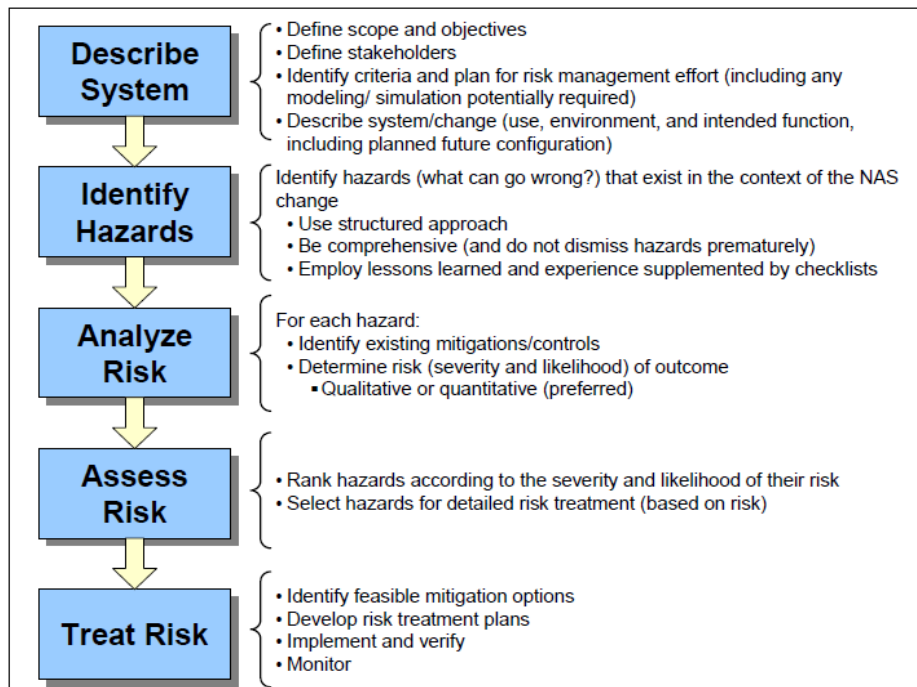 Describe
System
• Define scope and objectives
• Define stakeholders
• Identify criteria and plan for risk management effort (including any
modeling/ simulation potentially required)
• Describe system/change (use, environment, and intended function,
including planned future configuration)
Identify
Hazards
Identify hazards (what can go wrong?) that exist in the context of the NAS
change
• Use structured approach
• Be comprehensive (and do not dismiss hazards prematurely)
• Employ lessons learned and experience supplemented by checklists
Analyze
Risk
For each hazard:
• Identify existing mitigations/controls
• Determine risk (severity and likelihood) of outcome
▪ Qualitative or quantitative (preferred)
Assess
Risk
• Rank hazards according to the severity and likelihood of their risk
• Select hazards for detailed risk treatment (based on risk)
Treat Risk
• Identify feasible mitigation options
• Develop risk treatment plans
• Implement and verify
• Monitor